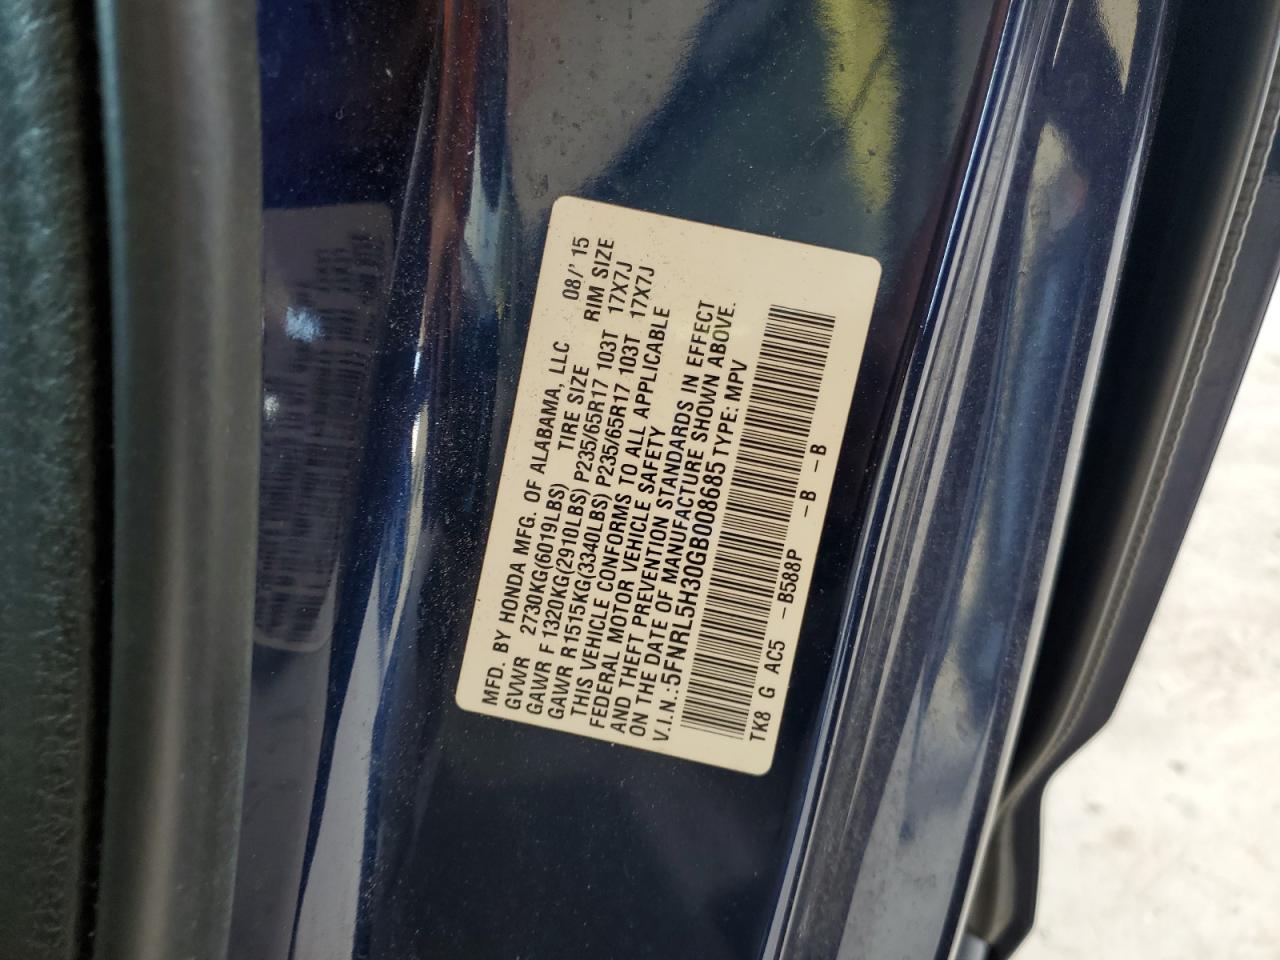 MFD. BY HONDA MFG. OF ALABAMA, LLC 08/'15
GVWR 2730KG(6019LBS) TIRE SIZE RIM SIZE
GAWR F 1320KG(2910LBS) P235/65R17 103T 17X7J
GAWR R1515KG(3340LBS) P235/65R17 103T 17X7J
THIS VEHICLE CONFORMS TO ALL APPLICABLE
FEDERAL MOTOR VEHICLE SAFETY
AND THEFT PREVENTION STANDARDS IN EFFECT
ON THE DATE OF MANUFACTURE SHOWN ABOVE.
V.I.N.:5FNRL5H30GB008685 TYPE: MPV
TK8 G AC5 -B588P -B -B